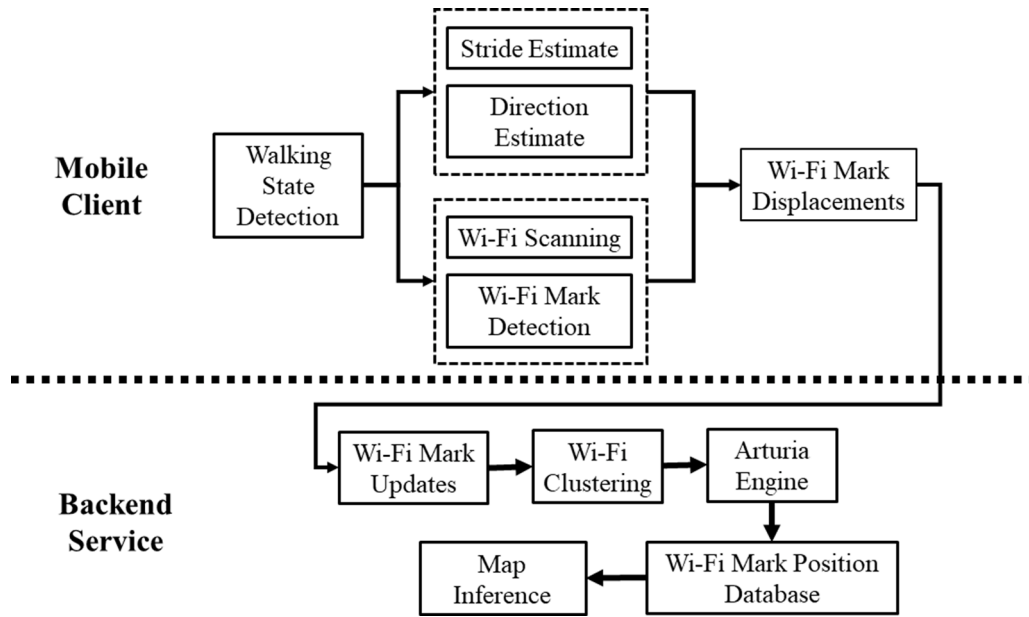 Stride Estimate
Direction
Estimate
Mobile
Client
Walking
State
Detection
Wi-Fi Mark
Displacements
Wi-Fi Scanning
Wi-Fi Mark
Detection
Backend
Service
Wi-Fi Mark
Updates
Wi-Fi
Clustering
Arturia
Engine
Map
Inference
Wi-Fi Mark Position
Database